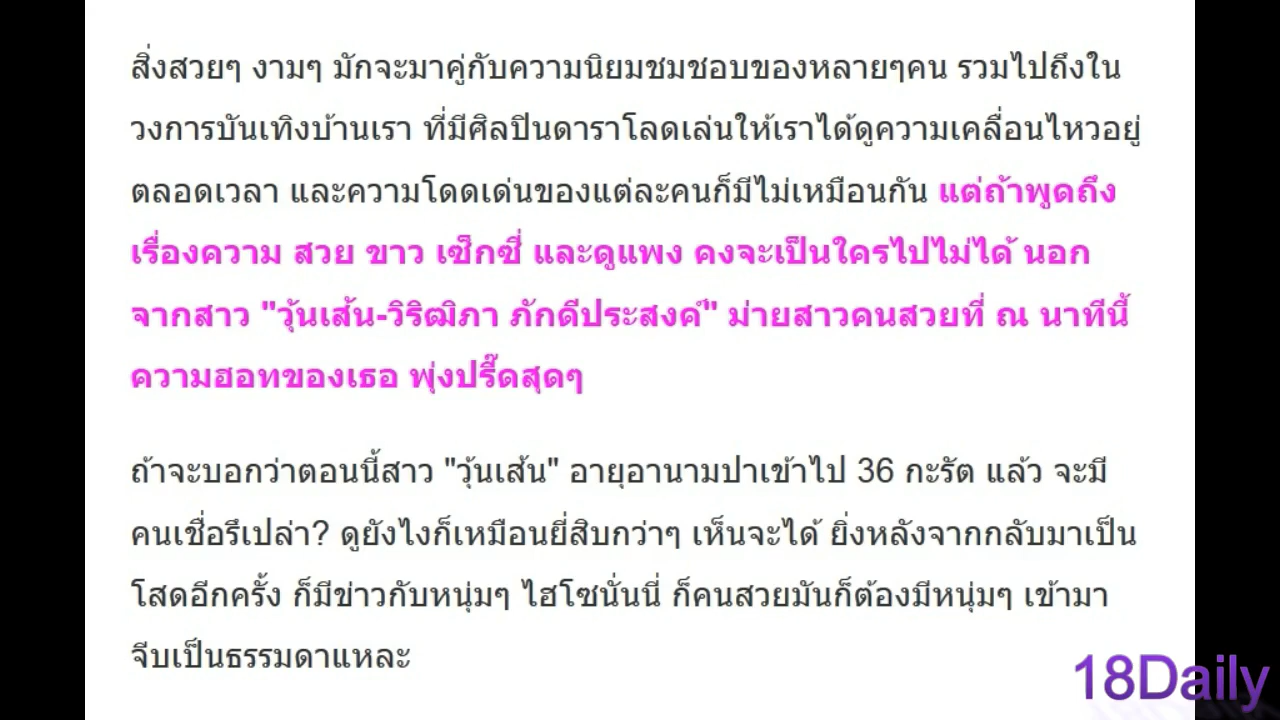 สิ่งสวยๆ งามๆ มักจะมาคู่กับความนิยมชมชอบของหลายๆคน รวมไปถึงใน
วงการบันเทิงบ้านเรา ที่มีศิลปินดาราโลดเล่นให้เราได้ดูความเคลื่อนไหวอยู่
ตลอดเวลา และความโดดเด่นของแต่ละคนก็มีไม่เหมือนกัน แต่ถ้าพูดถึง
เรื่องความ สวย ขาว เซ็กซี่ และดูแพง คงจะเป็นใครไปไม่ได้ นอก
จากสาว "วุ้นเส้น-วิริฒิภา ภักดีประสงค์" ม่ายสาวคนสวยที่ ณ นาทีนี้
ความฮอทของเธอ พุ่งปรี๊ดสุดๆ
ถ้าจะบอกว่าตอนนี้สาว "วุ้นเส้น" อายุอานามปาเข้าไป 36 กะรัต แล้ว จะมี
คนเชื่อรึเปล่า? ดูยังไงก็เหมือนยี่สิบกว่าๆ เห็นจะได้ ยิ่งหลังจากกลับมาเป็น
โสดอีกครั้ง ก็มีข่าวกับหนุ่มๆ ไฮโซนั่นนี่ ก็คนสวยมันก็ต้องมีหนุ่มๆ เข้ามา
จีบเป็นธรรมดาแหละ
18Daily